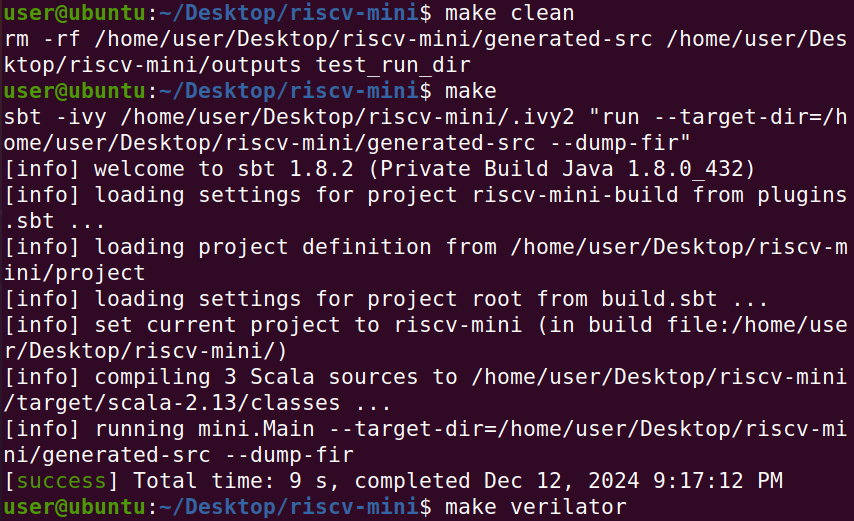 user@ubuntu:~/Desktop/riscv-mini$ make clean
rm -rf /home/user/Desktop/riscv-mini/generated-src /home/user/Des
ktop/riscv-mini/outputs test_run_dir
user@ubuntu:~/Desktop/riscv-mini$ make
sbt -ivy /home/user/Desktop/riscv-mini/.ivy2 "run --target-dir=/h
ome/user/Desktop/riscv-mini/generated-src --dump-fir"
[info] welcome to sbt 1.8.2 (Private Build Java 1.8.0_432)
[info] loading settings for project riscv-mini-build from plugins
.sbt ...
[info] loading project definition from /home/user/Desktop/riscv-m
ini/project
[info] loading settings for project root from build.sbt ...
[info] set current project to riscv-mini (in build file:/home/use
r/Desktop/riscv-mini/)
[info] compiling 3 Scala sources to /home/user/Desktop/riscv-mini
/target/scala-2.13/classes ...
[info] running mini.Main --target-dir=/home/user/Desktop/riscv-mi
ni/generated-src --dump-fir
[success] Total time: 9 s, completed Dec 12, 2024 9:17:12 PM
user@ubuntu:~/Desktop/riscv-mini$ make verilator